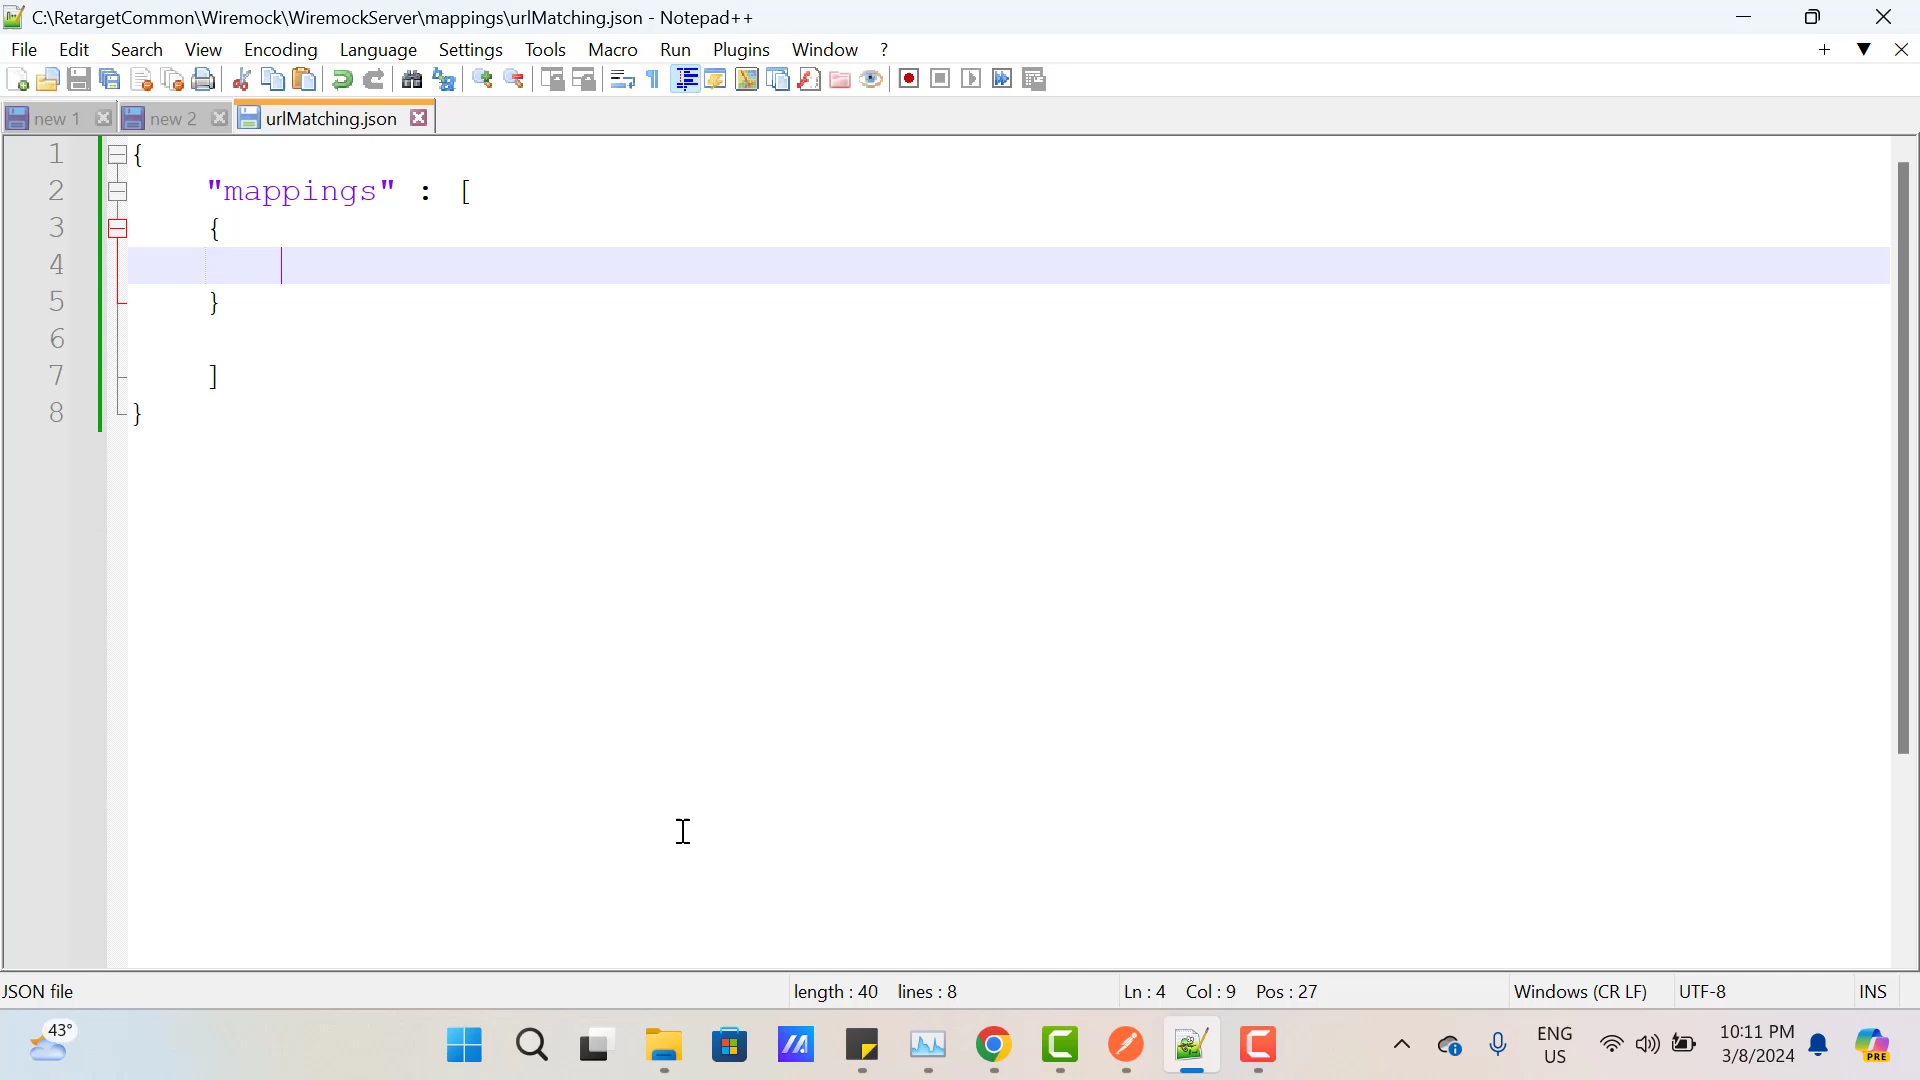 C:\RetargetCommon\Wiremock\WiremockServer\mappings\urlMatching.json - Notepad++
File Edit Search View Encoding Language Settings Tools Macro Run Plugins Window ?
new 1 new 2 urlMatching.json
1 {
2 "mappings" : [
3 {
4
5 }
6
7 ]
8 }
JSON file length : 40 lines : 8 Ln : 4 Col : 9 Pos : 27 Windows (CR LF) UTF-8 INS
43°
ENG
US
10:11 PM
3/8/2024
PRE